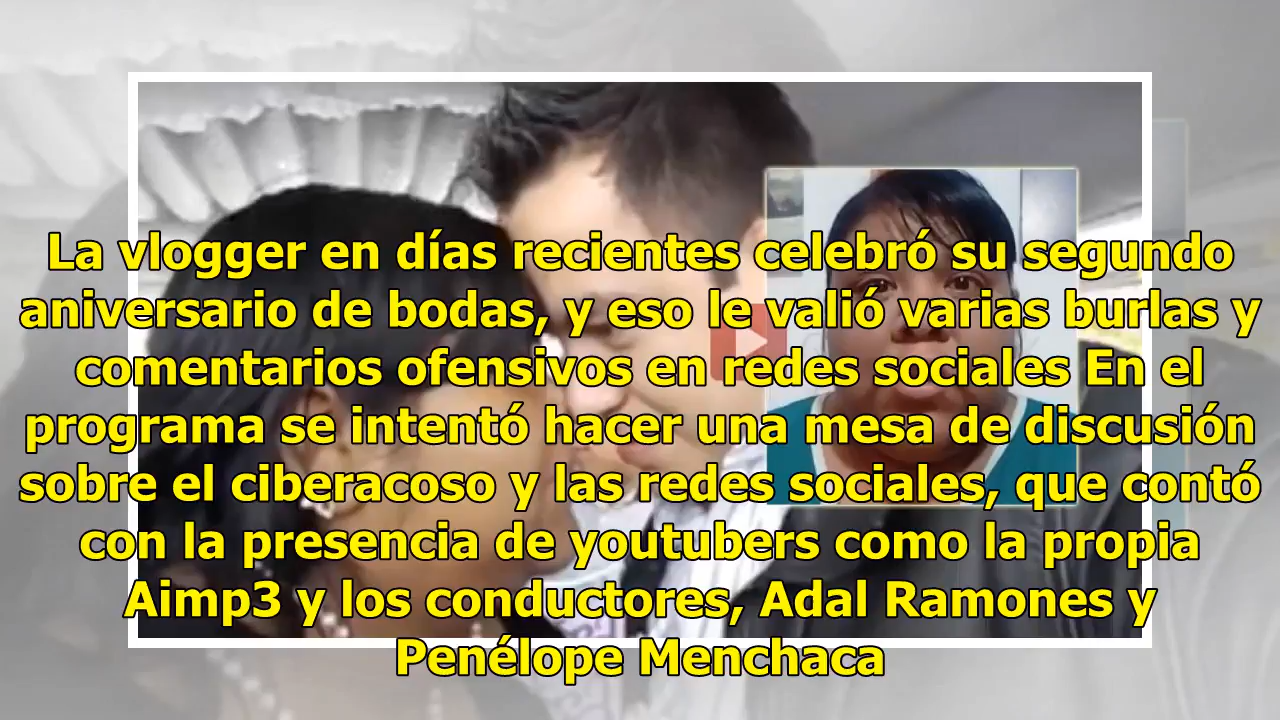 La vlogger en días recientes celebró su segundo
aniversario de bodas, y eso le valió varias burlas y
comentarios ofensivos en redes sociales En el
programa se intentó hacer una mesa de discusión
sobre el ciberacoso y las redes sociales, que contó
con la presencia de youtubers como la propia
Aimp3 y los conductores, Adal Ramones y
Penélope Menchaca